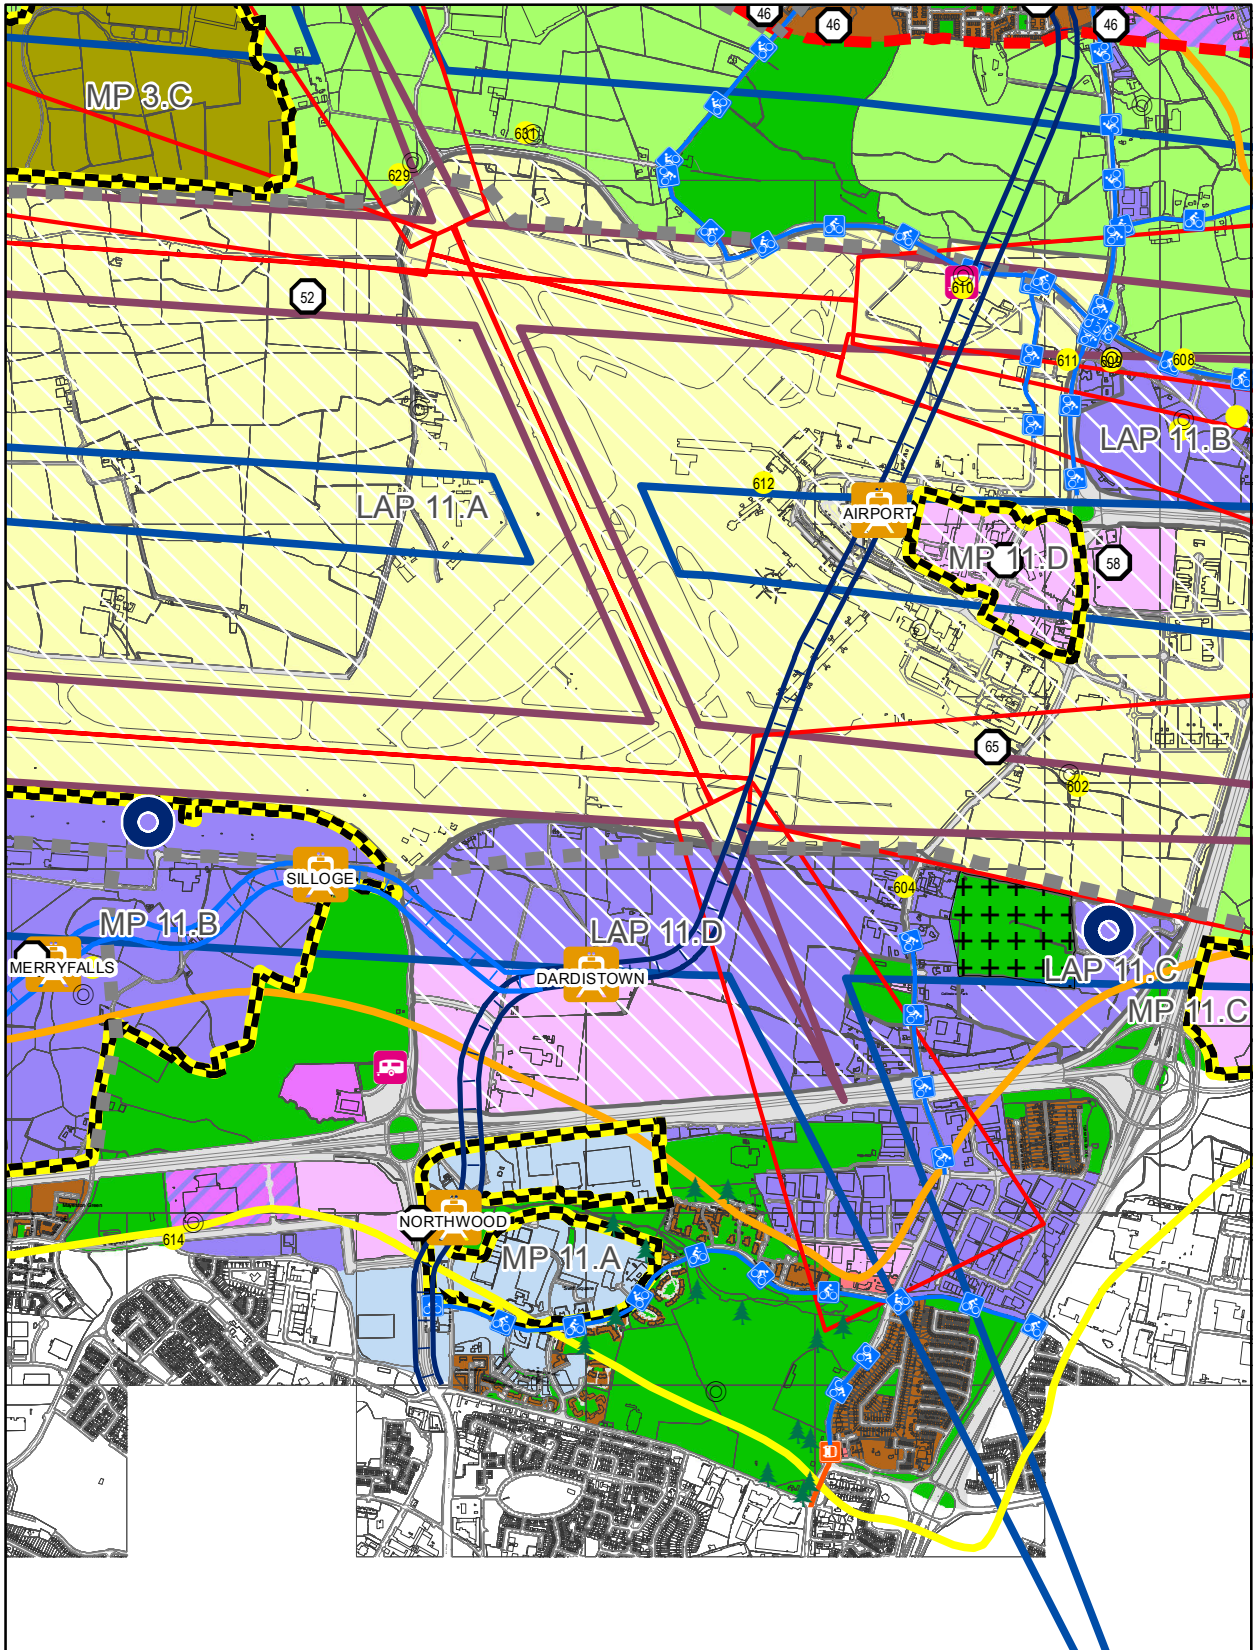 46
46
46
MP 3.C
631
629
52
610
611
609
608
LAP 11.B
612
LAP 11.A
AIRPORT
MP 11.D
58
65
602
SILLOGE
604
MP 11.B
LAP 11.D
MERRYFALLS
DARDISTOWN
LAP 11.C
MP 11.C
NORTHWOOD
614
MP 11.A